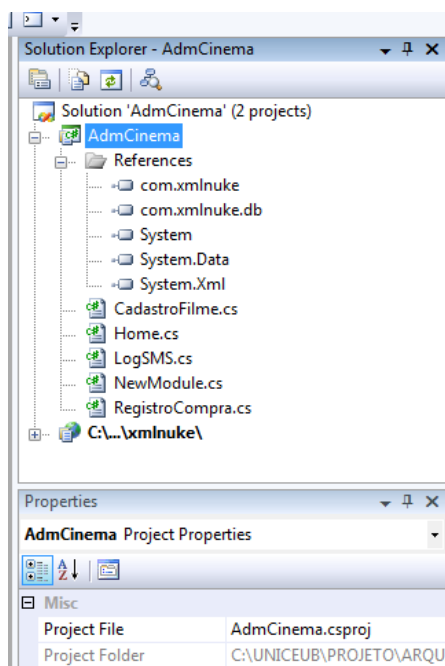 Solution Explorer - AdmCinema
Solution 'AdmCinema' (2 projects)
AdmCinema
References
com.xmlnuke
com.xmlnuke.db
System
System.Data
System.Xml
CadastroFilme.cs
Home.cs
LogSMS.cs
NewModule.cs
RegistroCompra.cs
C:\...\xmlnuke\
Properties
AdmCinema Project Properties
Misc
Project File AdmCinema.csproj
Project Folder C:\UNICEUB\PROJETO\ARQU